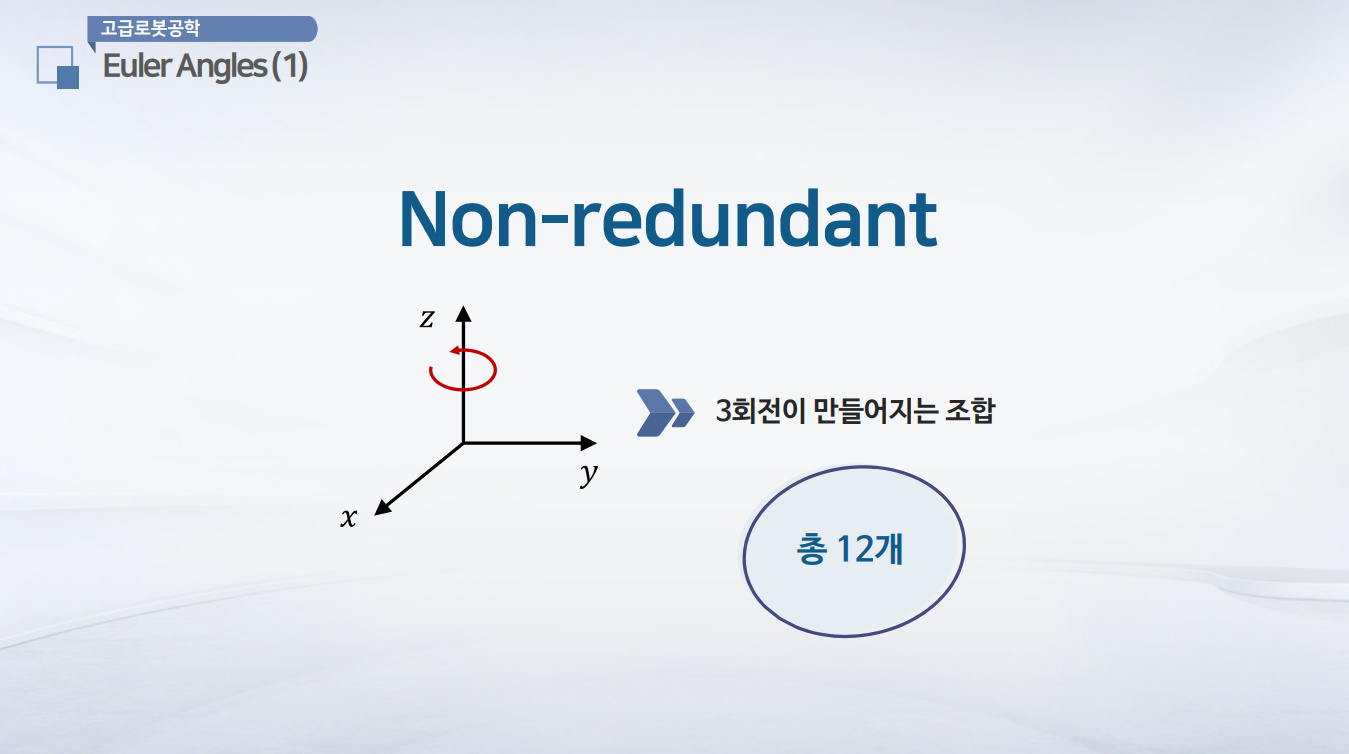 고급로봇공학
Euler Angles (1)
Non-redundant
z
y
x
3회전이 만들어지는 조합
총 12개